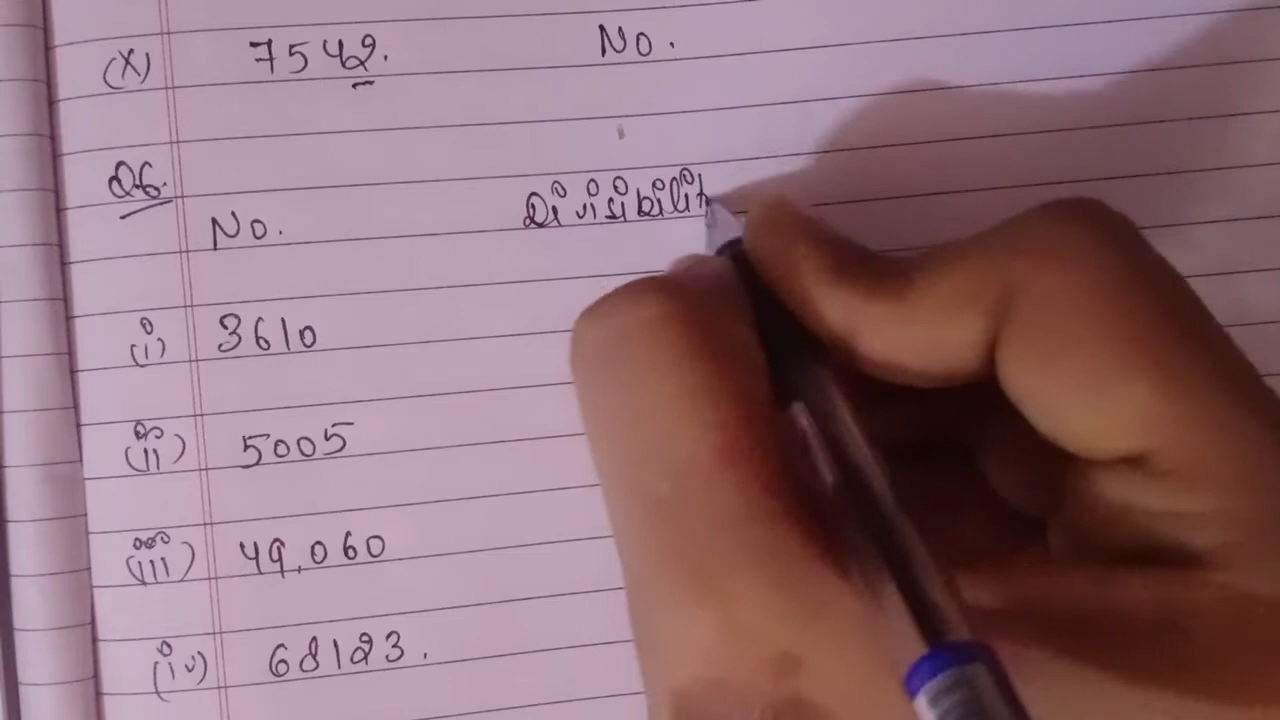 (X) 7542. No.
Q6.
No. Divisibilit
(i) 3610
(ii) 5005
(iii) 49,060
(iv) 68123.